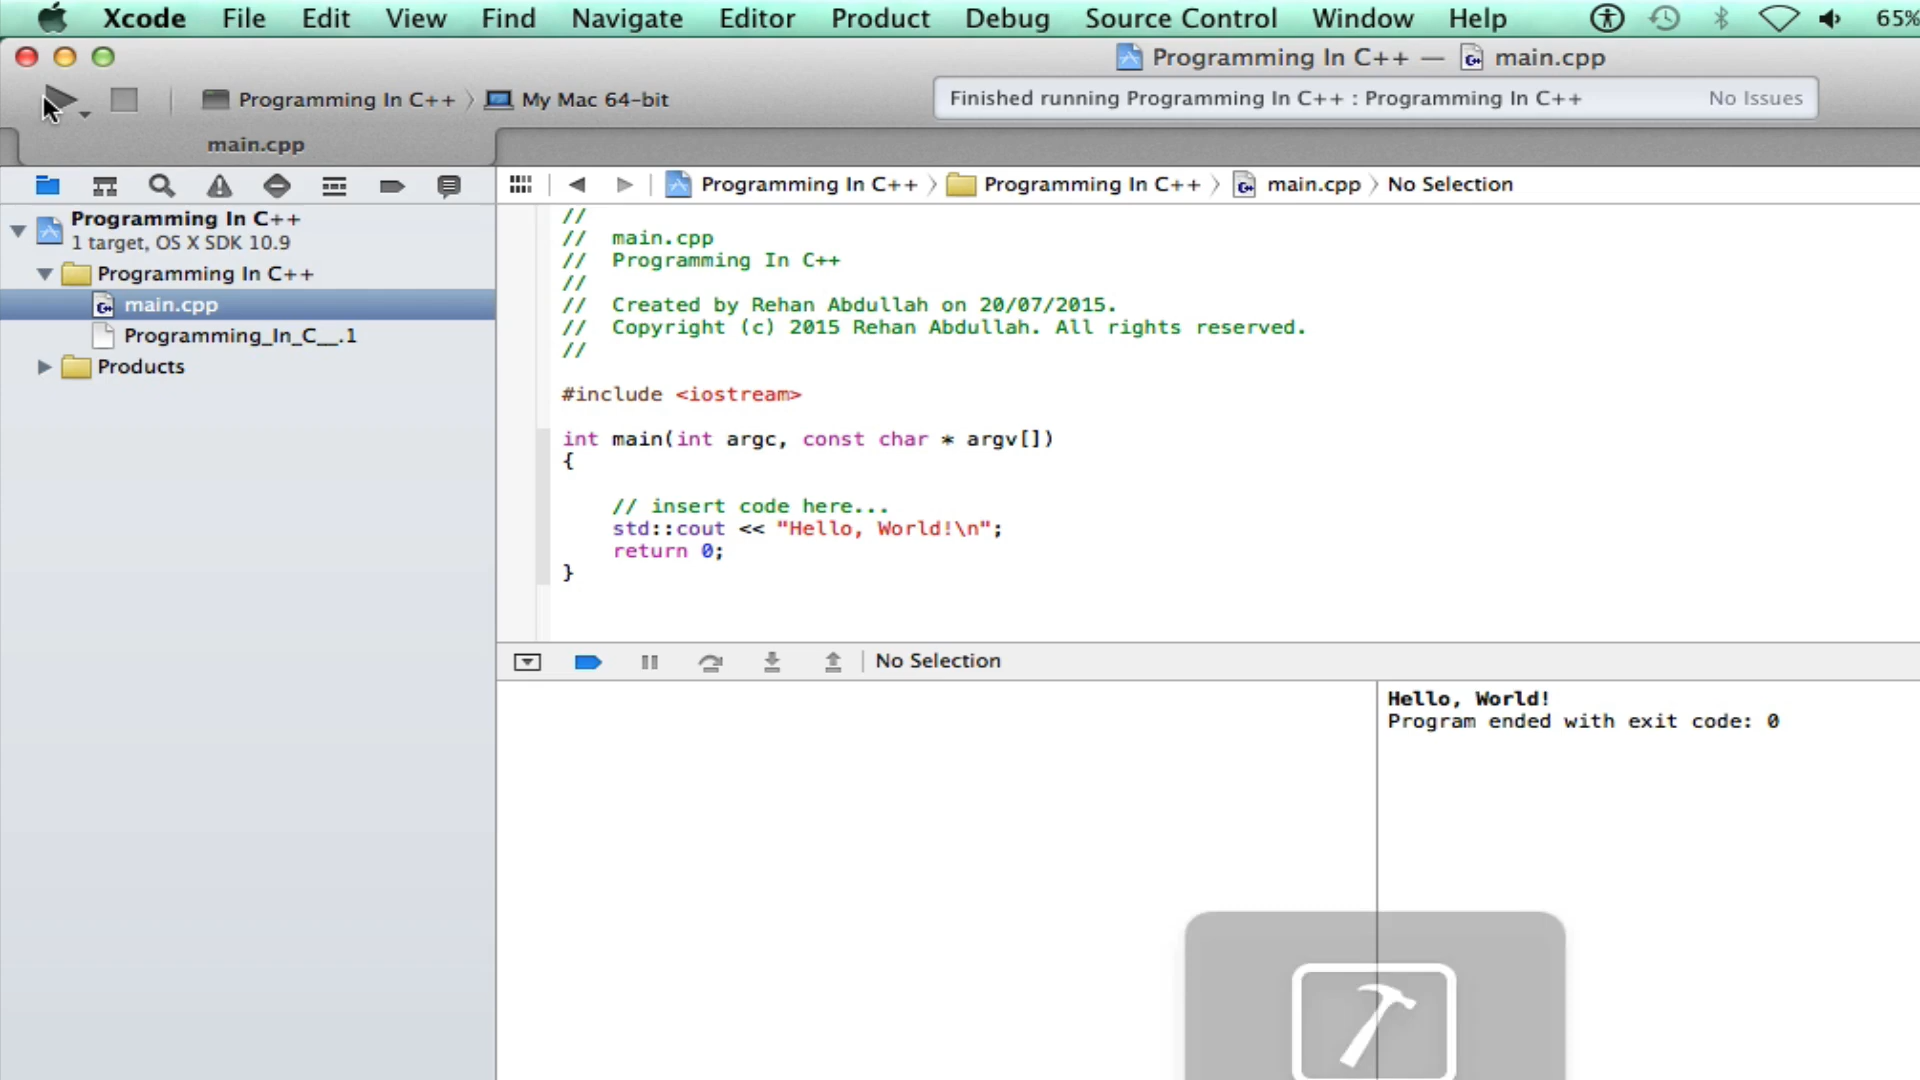 Xcode File Edit View Find Navigate Editor Product Debug Source Control Window Help 65%
Programming In C++ — main.cpp
Programming In C++ My Mac 64-bit Finished running Programming In C++ : Programming In C++ No Issues
main.cpp
Programming In C++ Programming In C++ main.cpp No Selection
Programming In C++
1 target, OS X SDK 10.9
Programming In C++
main.cpp
Programming_In_C__.1
Products
//
// main.cpp
// Programming In C++
//
// Created by Rehan Abdullah on 20/07/2015.
// Copyright (c) 2015 Rehan Abdullah. All rights reserved.
//
#include <iostream>
int main(int argc, const char * argv[])
{
// insert code here...
std::cout << "Hello, World!\n";
return 0;
}
No Selection
Hello, World!
Program ended with exit code: 0